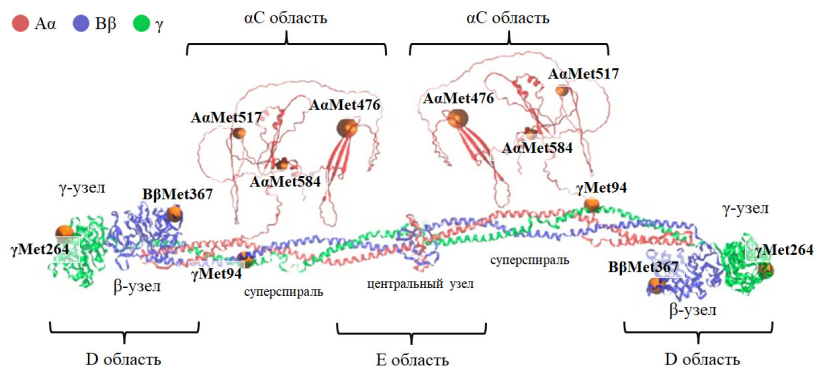 Aα Bβ γ
αC область αC область
AαMet517
AαMet476
AαMet584
AαMet517
AαMet476
AαMet584
γ-узел
BβMet367
γMet264
β-узел
γMet94
суперспираль
центральный узел
суперспираль
γMet94
γ-узел
γMet264
BβMet367
β-узел
D область E область D область